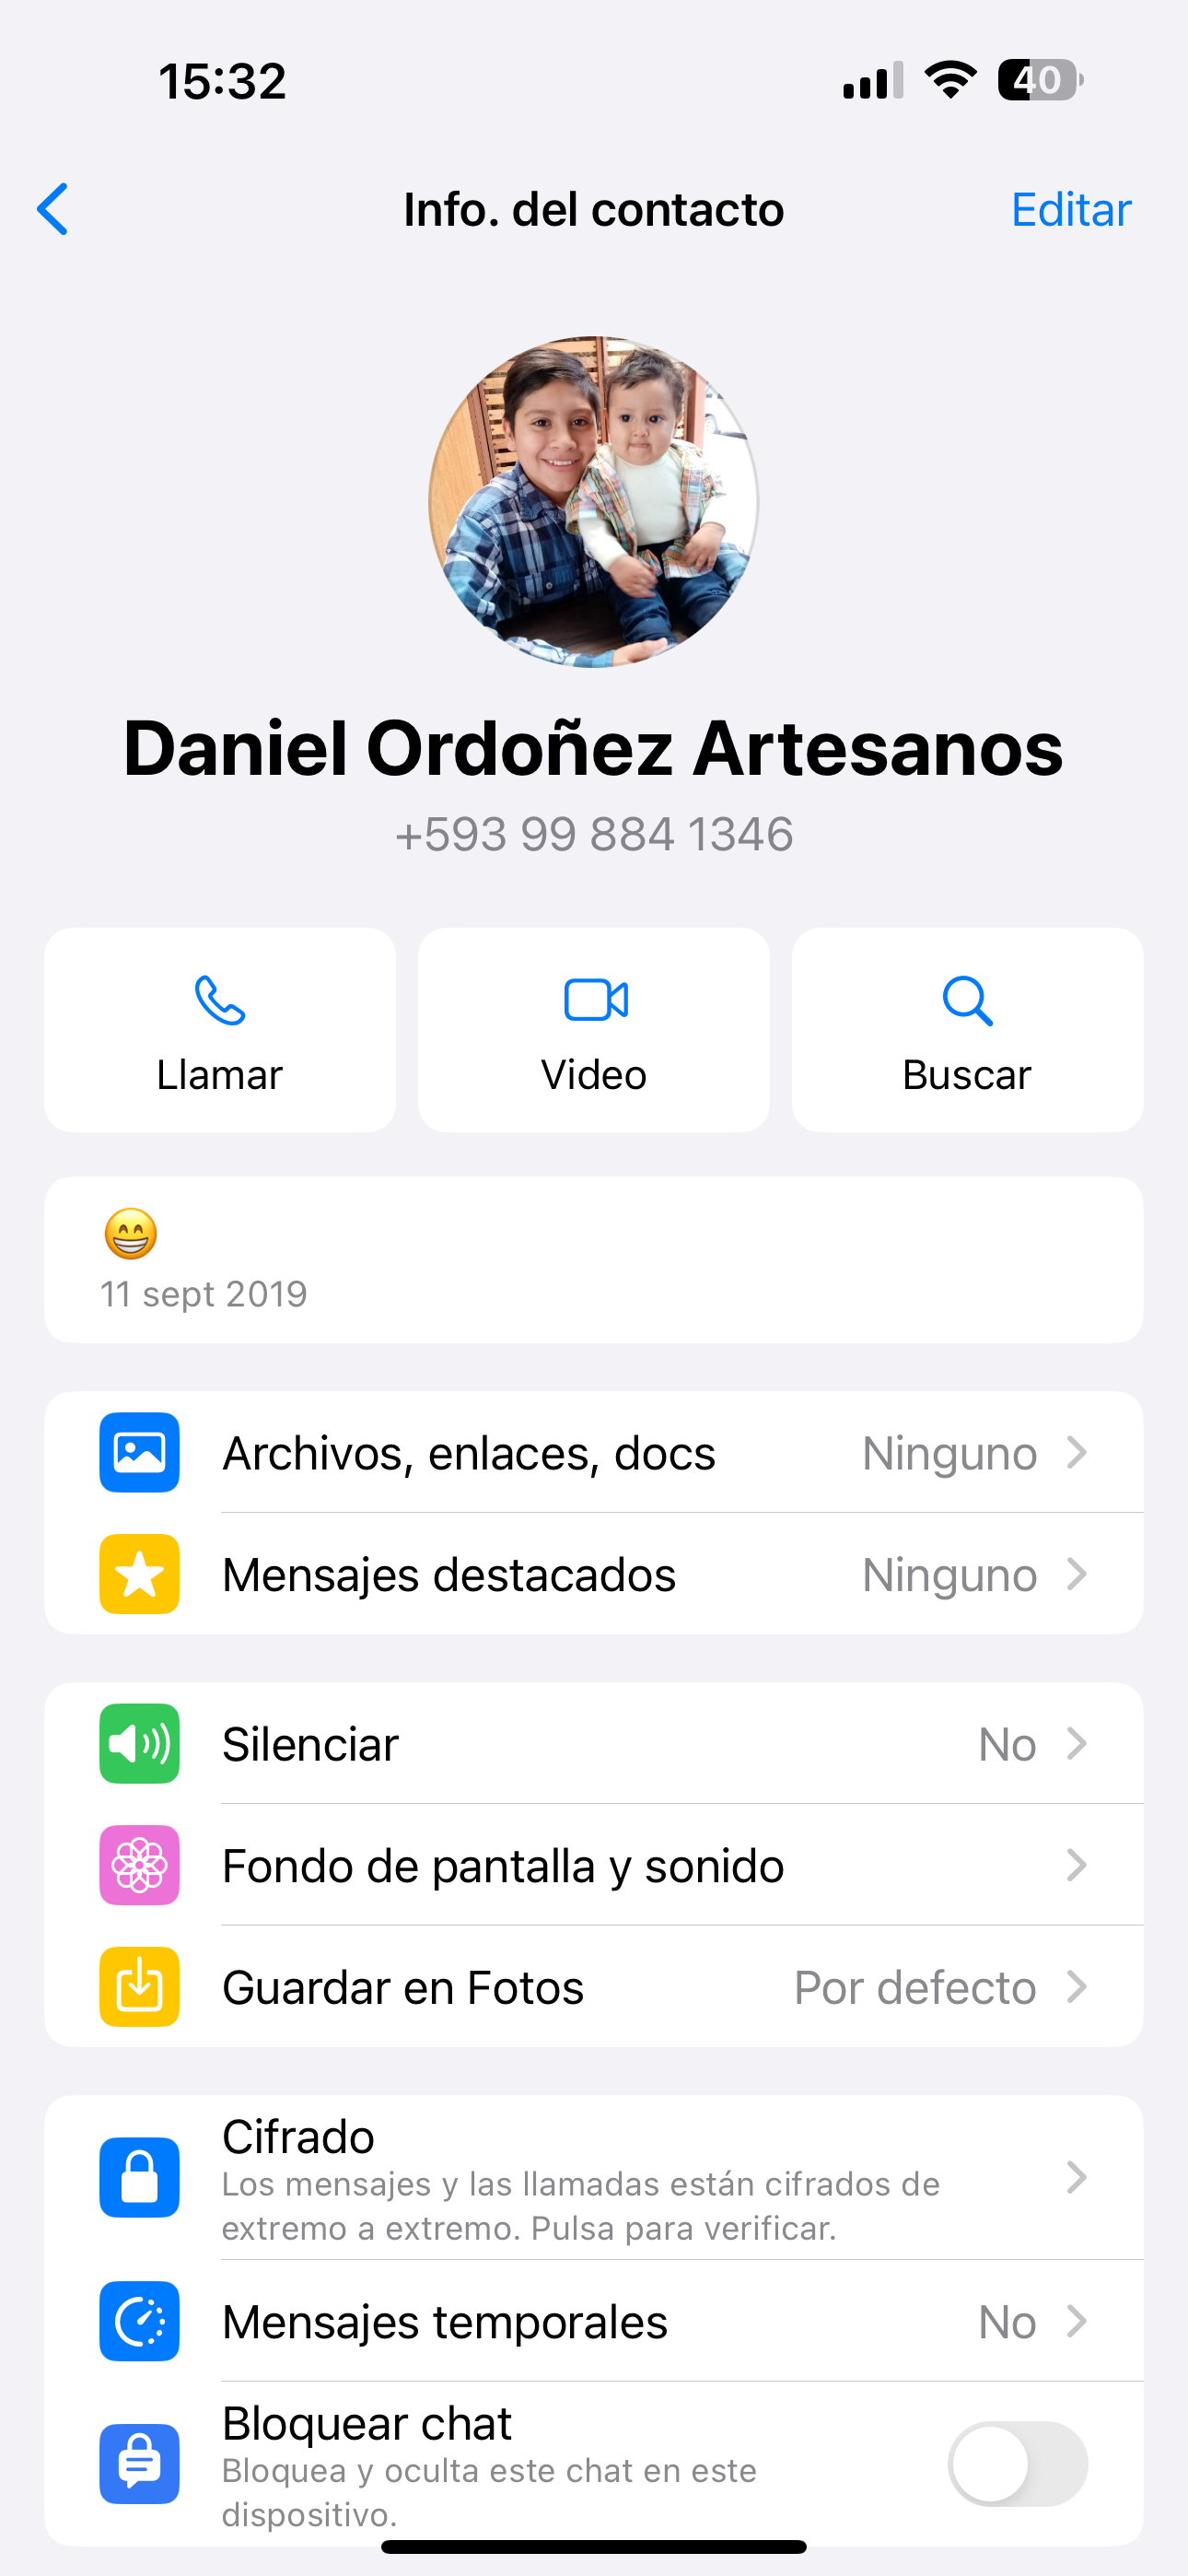 15:32
40
Info. del contacto
Editar
Daniel Ordoñez Artesanos
+593 99 884 1346
Llamar
Video
Buscar
11 sept 2019
Archivos, enlaces, docs
Ninguno
Mensajes destacados
Ninguno
Silenciar
No
Fondo de pantalla y sonido
Guardar en Fotos
Por defecto
Cifrado
Los mensajes y las llamadas están cifrados de
extremo a extremo. Pulsa para verificar.
Mensajes temporales
No
Bloquear chat
Bloquea y oculta este chat en este
dispositivo.